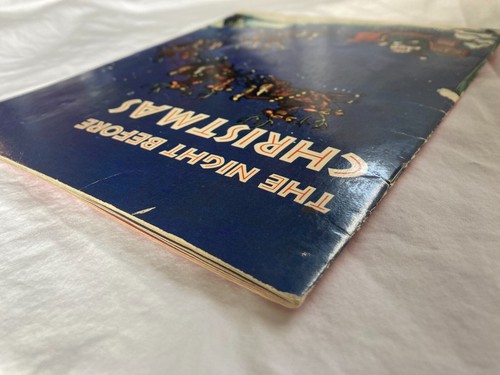 THE NIGHT BEFORE
CHRISTMAS